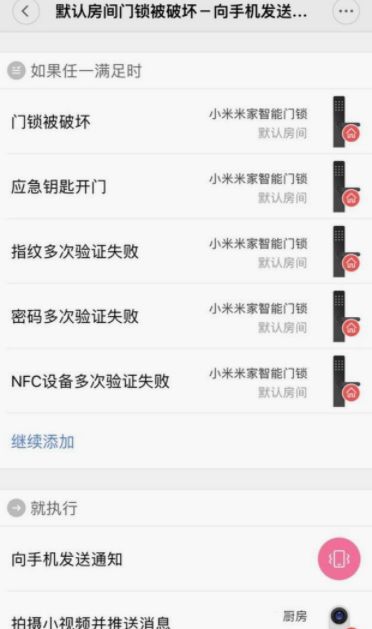 默认房间门锁被破坏－向手机发送...
如果任一满足时
门锁被破坏
小米米家智能门锁
默认房间
应急钥匙开门
小米米家智能门锁
默认房间
指纹多次验证失败
小米米家智能门锁
默认房间
密码多次验证失败
小米米家智能门锁
默认房间
NFC设备多次验证失败
小米米家智能门锁
默认房间
继续添加
就执行
向手机发送通知
厨房
拍摄小视频并推送消息